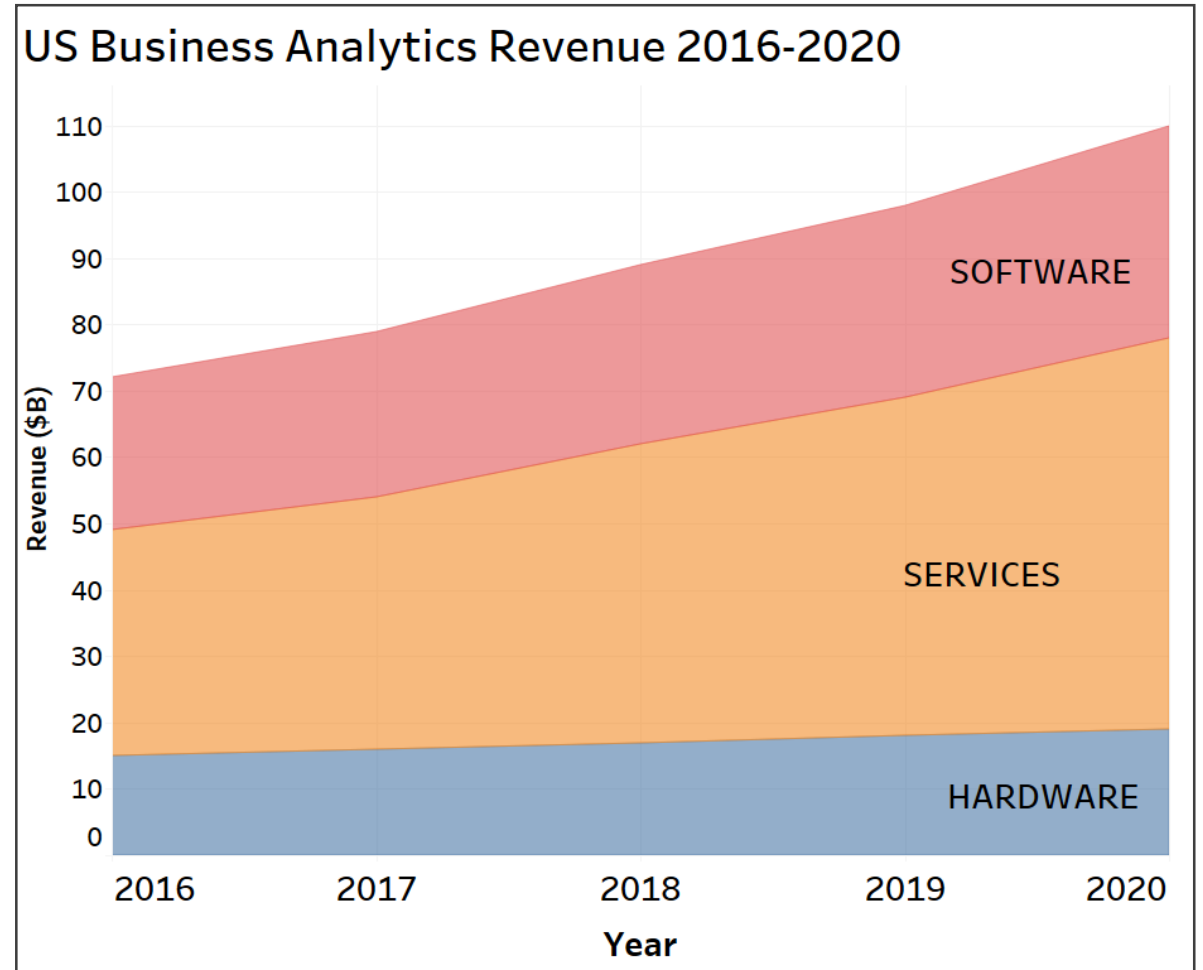 US Business Analytics Revenue 2016-2020
110
100
90
80
70
60
50
40
30
20
10
0
Revenue ($B)
SOFTWARE
SERVICES
HARDWARE
2016 2017 2018 2019 2020
Year